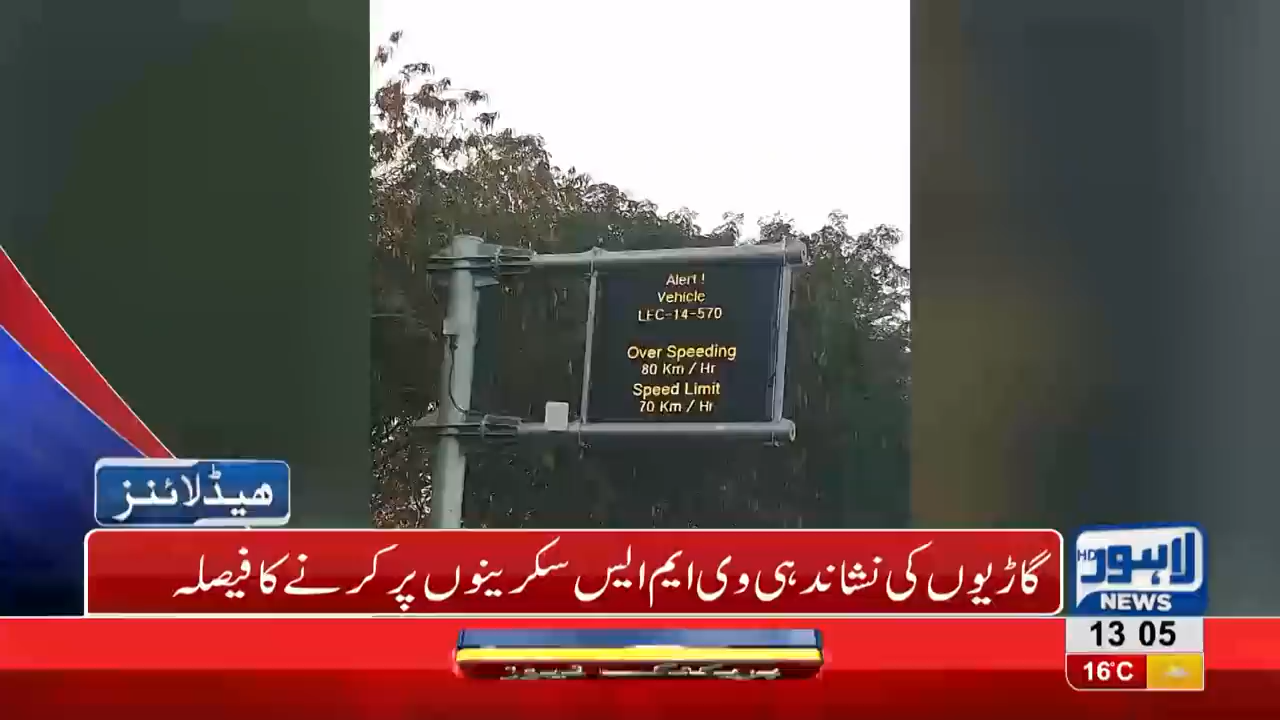 Alert !
Vehicle
LEC-14-570
Over Speeding
80 Km / Hr
Speed Limit
70 Km / Hr
ھیڈلائنز
گاڑیوں کی نشاندہی وی ایم ایس سکرینوں پر کرنے کا فیصلہ
لاہور HD
NEWS
13 05
16°C